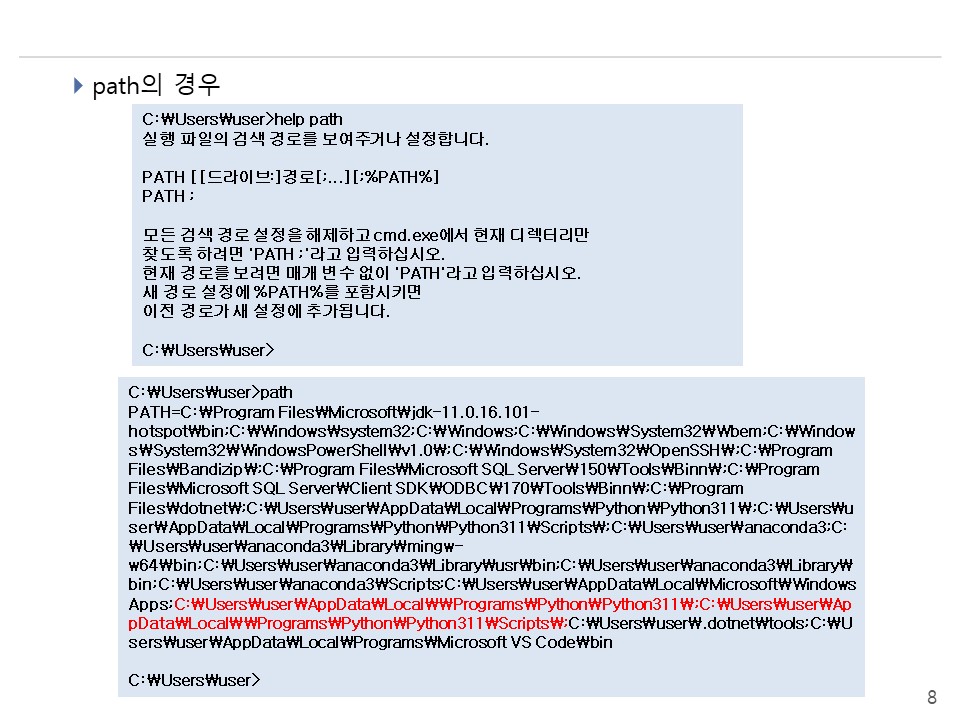 path의 경우
C:₩Users₩user>help path
실행 파일의 검색 경로를 보여주거나 설정합니다.
PATH [[드라이브:]경로[;...][;%PATH%]
PATH ;
모든 검색 경로 설정을 해제하고 cmd.exe에서 현재 디렉터리만
찾도록 하려면 'PATH ;'라고 입력하십시오.
현재 경로를 보려면 매개 변수 없이 'PATH'라고 입력하십시오.
새 경로 설정에 %PATH%를 포함시키면
이전 경로가 새 설정에 추가됩니다.
C:₩Users₩user>
C:₩Users₩user>path
PATH=C:₩Program Files₩Microsoft₩jdk-11.0.16.101-
hotspot₩bin;C:₩Windows₩system32;C:₩Windows;C:₩Windows₩System32₩Wbem;C:₩Window
s₩System32₩WindowsPowerShell₩v1.0₩;C:₩Windows₩System32₩OpenSSH₩;C:₩Program
Files₩Bandizip₩;C:₩Program Files₩Microsoft SQL Server₩150₩Tools₩Binn₩;C:₩Program
Files₩Microsoft SQL Server₩Client SDK₩ODBC₩170₩Tools₩Binn₩;C:₩Program
Files₩dotnet₩;C:₩Users₩user₩AppData₩Local₩Programs₩Python₩Python311₩;C:₩Users₩u
ser₩AppData₩Local₩Programs₩Python₩Python311₩Scripts₩;C:₩Users₩user₩anaconda3;C:
₩Users₩user₩anaconda3₩Library₩mingw-
w64₩bin;C:₩Users₩user₩anaconda3₩Library₩usr₩bin;C:₩Users₩user₩anaconda3₩Library₩
bin;C:₩Users₩user₩anaconda3₩Scripts;C:₩Users₩user₩AppData₩Local₩Microsoft₩Windows
Apps;C:₩Users₩user₩AppData₩Local₩₩Programs₩Python₩Python311₩;C:₩Users₩user₩Ap
pData₩Local₩₩Programs₩Python₩Python311₩Scripts₩;C:₩Users₩user₩.dotnet₩tools;C:₩U
sers₩user₩AppData₩Local₩Programs₩Microsoft VS Code₩bin
C:₩Users₩user>
8